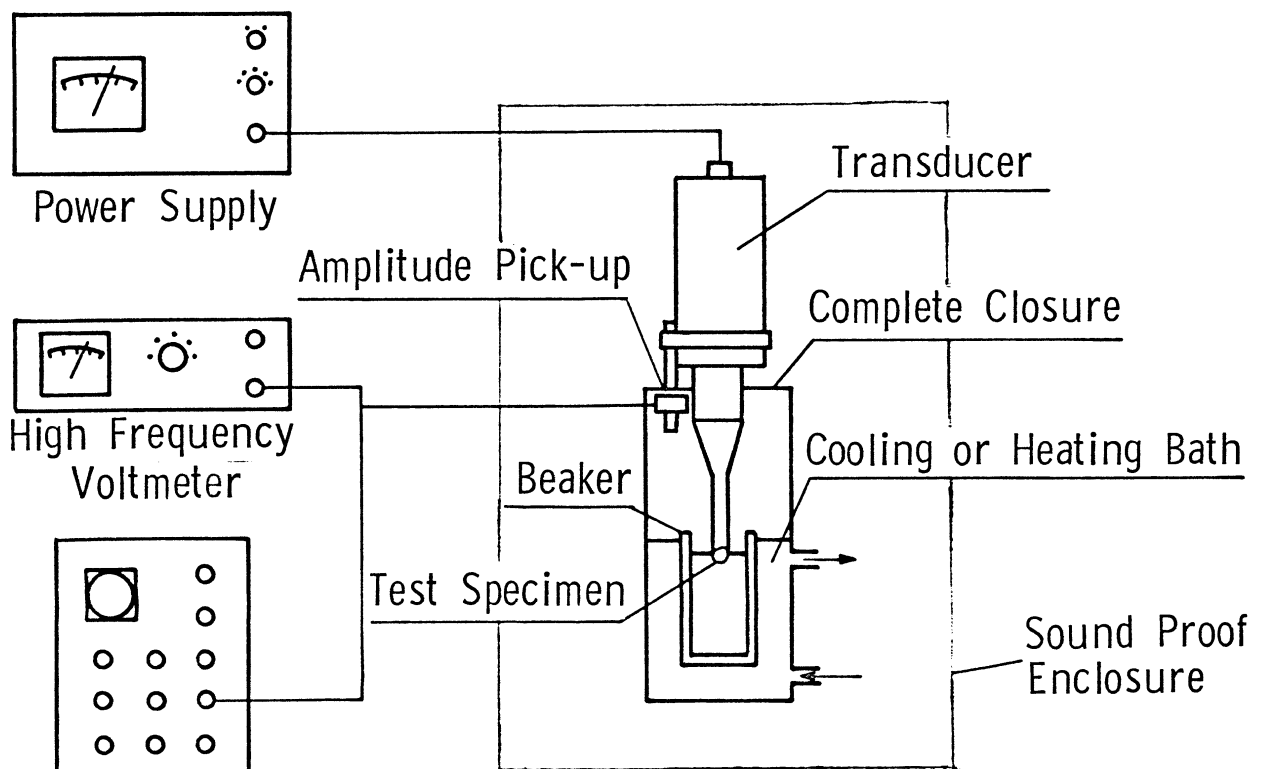 Power Supply
Transducer
Amplitude Pick-up
Complete Closure
High Frequency
Voltmeter
Cooling or Heating Bath
Beaker
Test Specimen
Sound Proof
Enclosure